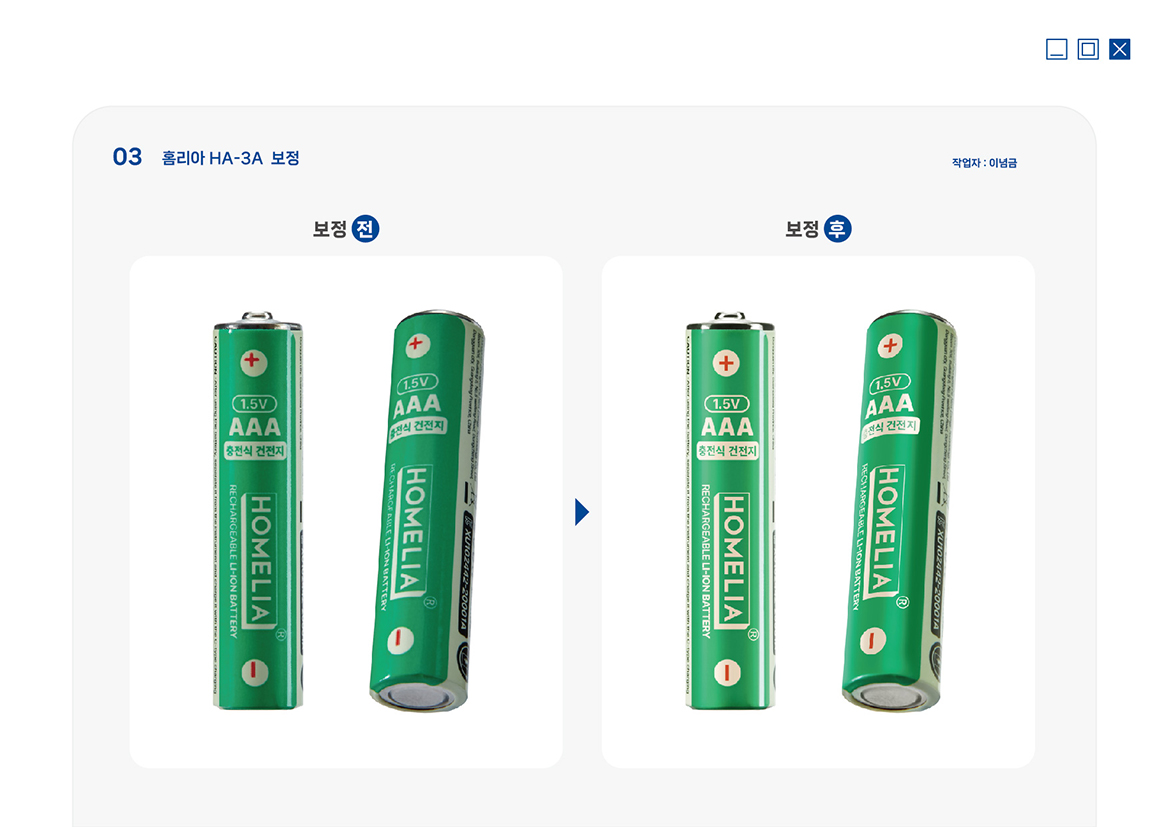 03 홈리아 HA-3A 보정
작업자 : 이념금
보정 전
보정 후
+
1.5V
AAA
충전식 건전지
HOMELIA®
RECHARGEABLE LI-ION BATTERY
-
+
1.5V
AAA
충전식 건전지
HOMELIA®
RECHARGEABLE LI-ION BATTERY
-
XU102442-20001A
+
1.5V
AAA
충전식 건전지
HOMELIA®
RECHARGEABLE LI-ION BATTERY
-
+
1.5V
AAA
충전식 건전지
HOMELIA®
RECHARGEABLE LI-ION BATTERY
-
XU102442-20001A